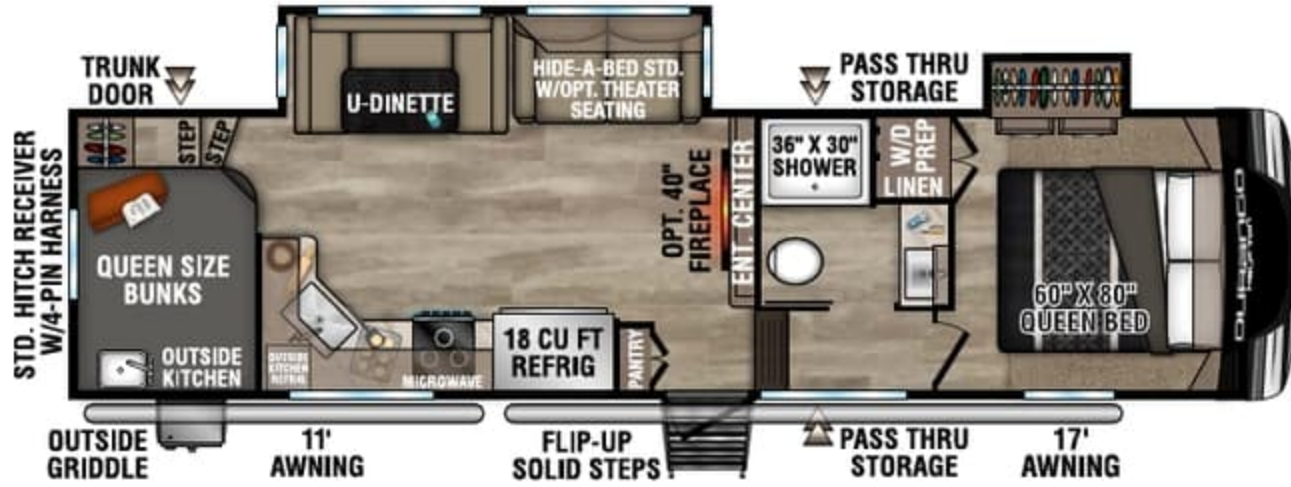 TRUNK
DOOR
PASS THRU
STORAGE
STD. HITCH RECEIVER
W/4-PIN HARNESS
STEP
STEP
U-DINETTE
HIDE-A-BED STD.
W/OPT. THEATER
SEATING
OPT. 40"
FIREPLACE
ENT. CENTER
36" X 30"
SHOWER
W/D
PREP
LINEN
QUEEN SIZE
BUNKS
OUTSIDE
KITCHEN
OUTSIDE
KITCHEN
REFRIG
MICROWAVE
18 CU FT
REFRIG
PANTRY
60" X 80"
QUEEN BED
DURANGO
OUTSIDE
GRIDDLE
11'
AWNING
FLIP-UP
SOLID STEPS
PASS THRU
STORAGE
17'
AWNING